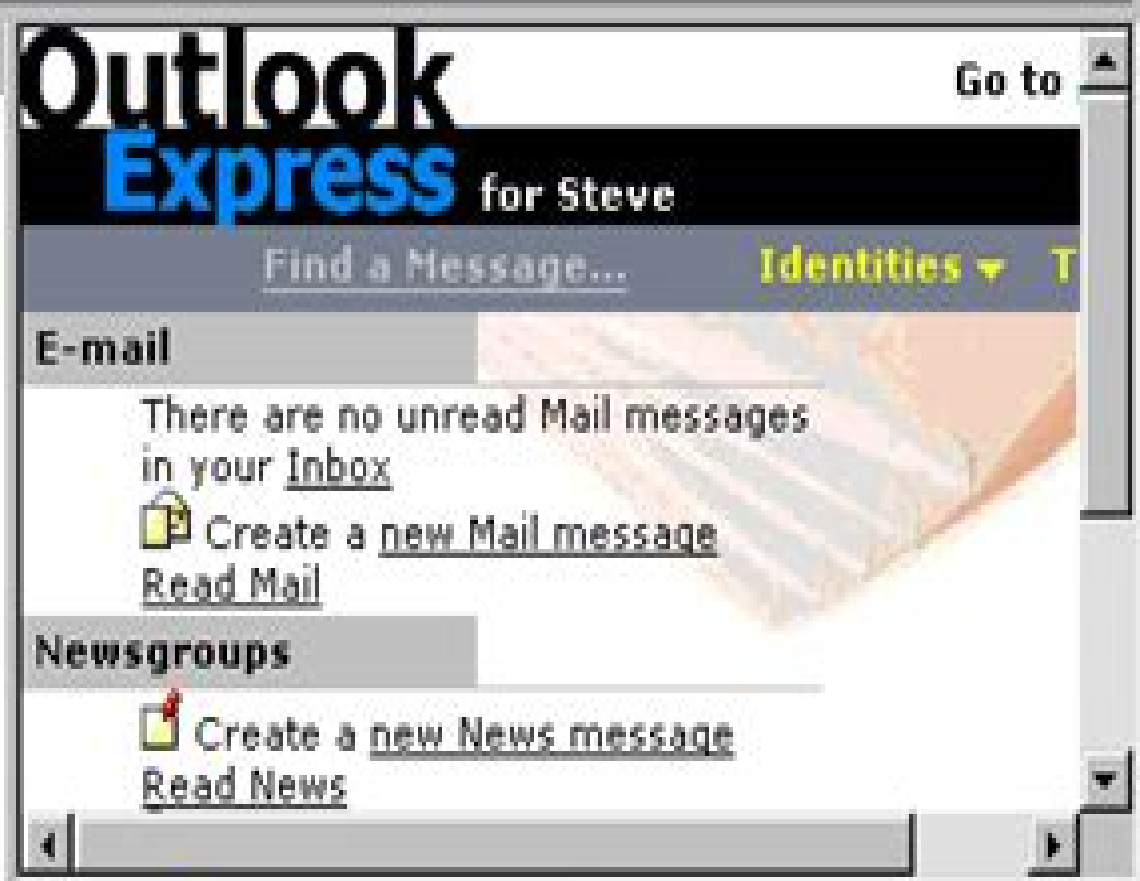 Outlook
Go to
Express for Steve
Find a Message... Identities T
E-mail
There are no unread Mail messages
in your Inbox
Create a new Mail message
Read Mail
Newsgroups
Create a new News message
Read News